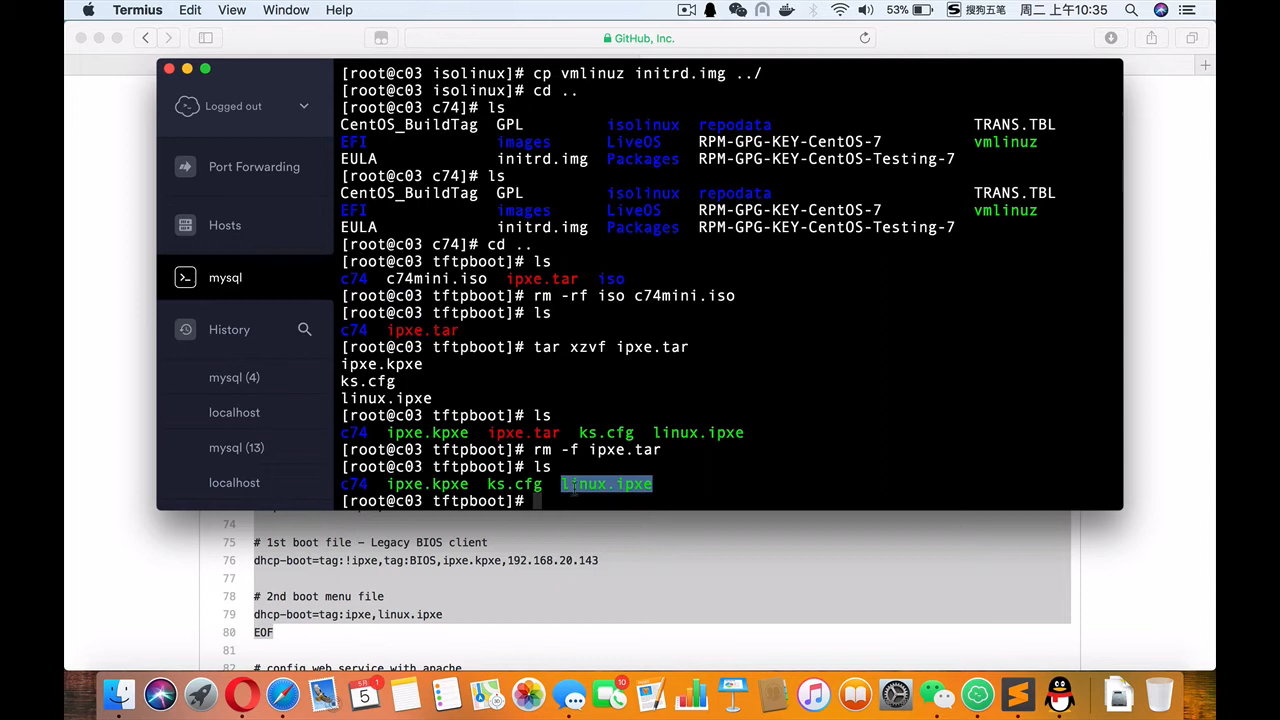 Termius Edit View Window Help 53% 搜狗五笔 周二 上午10:35
GitHub, Inc.
Logged out
Port Forwarding
Hosts
mysql
History
mysql (4)
localhost
mysql (13)
localhost
[root@c03 isolinux]# cp vmlinuz initrd.img ../
[root@c03 isolinux]# cd ..
[root@c03 c74]# ls
CentOS_BuildTag GPL isolinux repodata TRANS.TBL
EFI images LiveOS RPM-GPG-KEY-CentOS-7 vmlinuz
EULA initrd.img Packages RPM-GPG-KEY-CentOS-Testing-7
[root@c03 c74]# ls
CentOS_BuildTag GPL isolinux repodata TRANS.TBL
EFI images LiveOS RPM-GPG-KEY-CentOS-7 vmlinuz
EULA initrd.img Packages RPM-GPG-KEY-CentOS-Testing-7
[root@c03 c74]# cd ..
[root@c03 tftpboot]# ls
c74 c74mini.iso ipxe.tar iso
[root@c03 tftpboot]# rm -rf iso c74mini.iso
[root@c03 tftpboot]# ls
c74 ipxe.tar
[root@c03 tftpboot]# tar xzvf ipxe.tar
ipxe.kpxe
ks.cfg
linux.ipxe
[root@c03 tftpboot]# ls
c74 ipxe.kpxe ipxe.tar ks.cfg linux.ipxe
[root@c03 tftpboot]# rm -f ipxe.tar
[root@c03 tftpboot]# ls
c74 ipxe.kpxe ks.cfg linux.ipxe
[root@c03 tftpboot]#
74
75 # 1st boot file - Legacy BIOS client
76 dhcp-boot=tag:!ipxe,tag:BIOS,ipxe.kpxe,192.168.20.143
77
78 # 2nd boot menu file
79 dhcp-boot=tag:ipxe,linux.ipxe
80 EOF
81
82 # config web service with apache
5
10